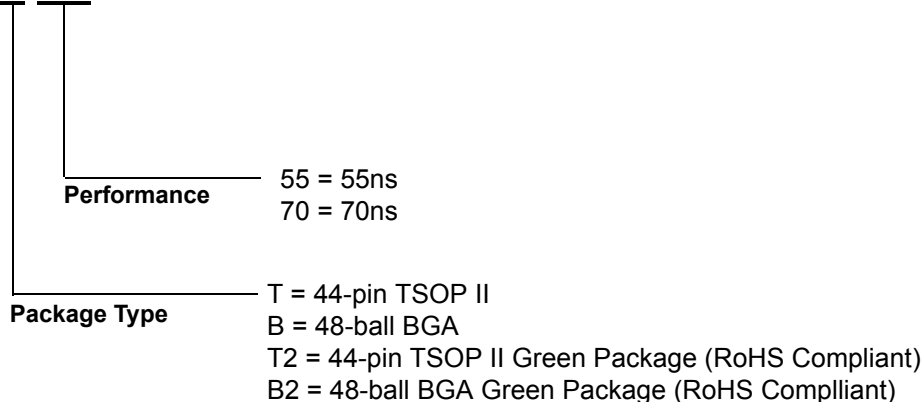 55 = 55ns
Performance
70 = 70ns
T = 44-pin TSOP II
Package Type
B = 48-ball BGA
T2 = 44-pin TSOP II Green Package (RoHS Compliant)
B2 = 48-ball BGA Green Package (RoHS Complliant)